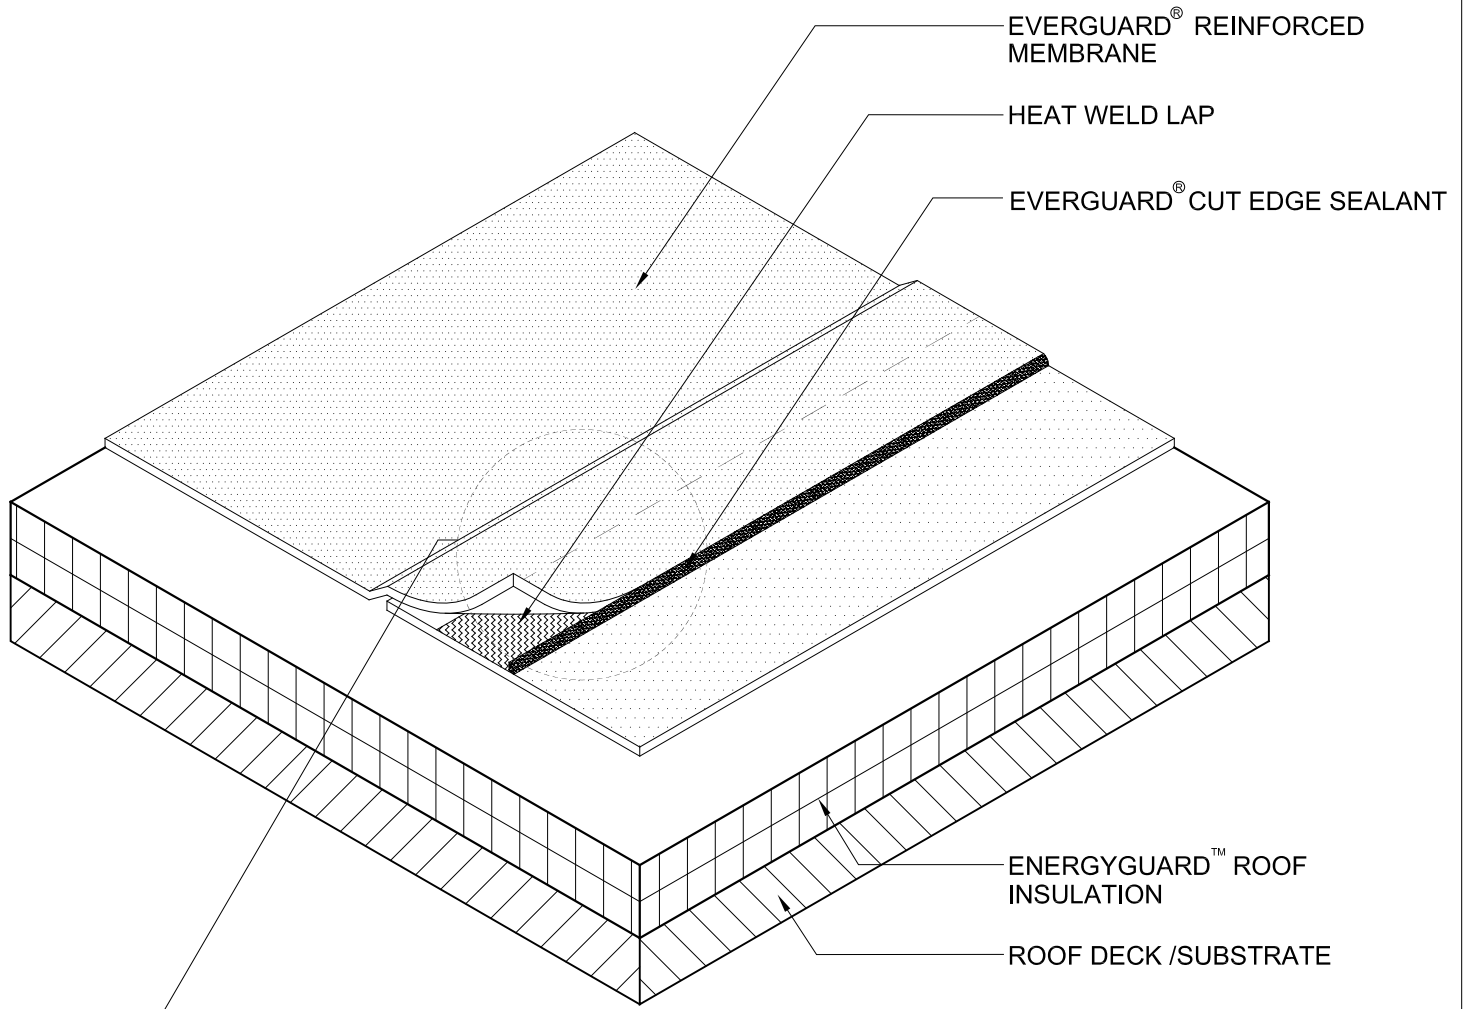 EVERGUARD® REINFORCED
MEMBRANE
HEAT WELD LAP
EVERGUARD® CUT EDGE SEALANT
ENERGYGUARD™ ROOF
INSULATION
ROOF DECK /SUBSTRATE